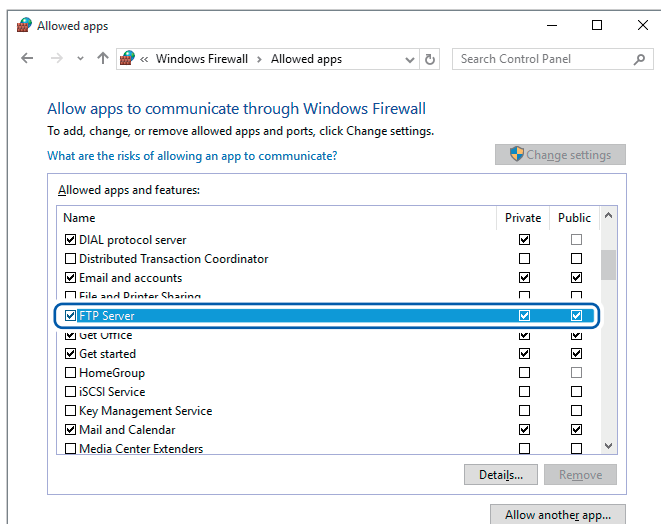 Allowed apps
« Windows Firewall > Allowed apps
Search Control Panel
Allow apps to communicate through Windows Firewall
To add, change, or remove allowed apps and ports, click Change settings.
What are the risks of allowing an app to communicate?
Change settings
Allowed apps and features:
Name Private Public
DIAL protocol server
Distributed Transaction Coordinator
Email and accounts
File and Printer Sharing
FTP Server
Get Office
Get started
HomeGroup
iSCSI Service
Key Management Service
Mail and Calendar
Media Center Extenders
Details... Remove
Allow another app...